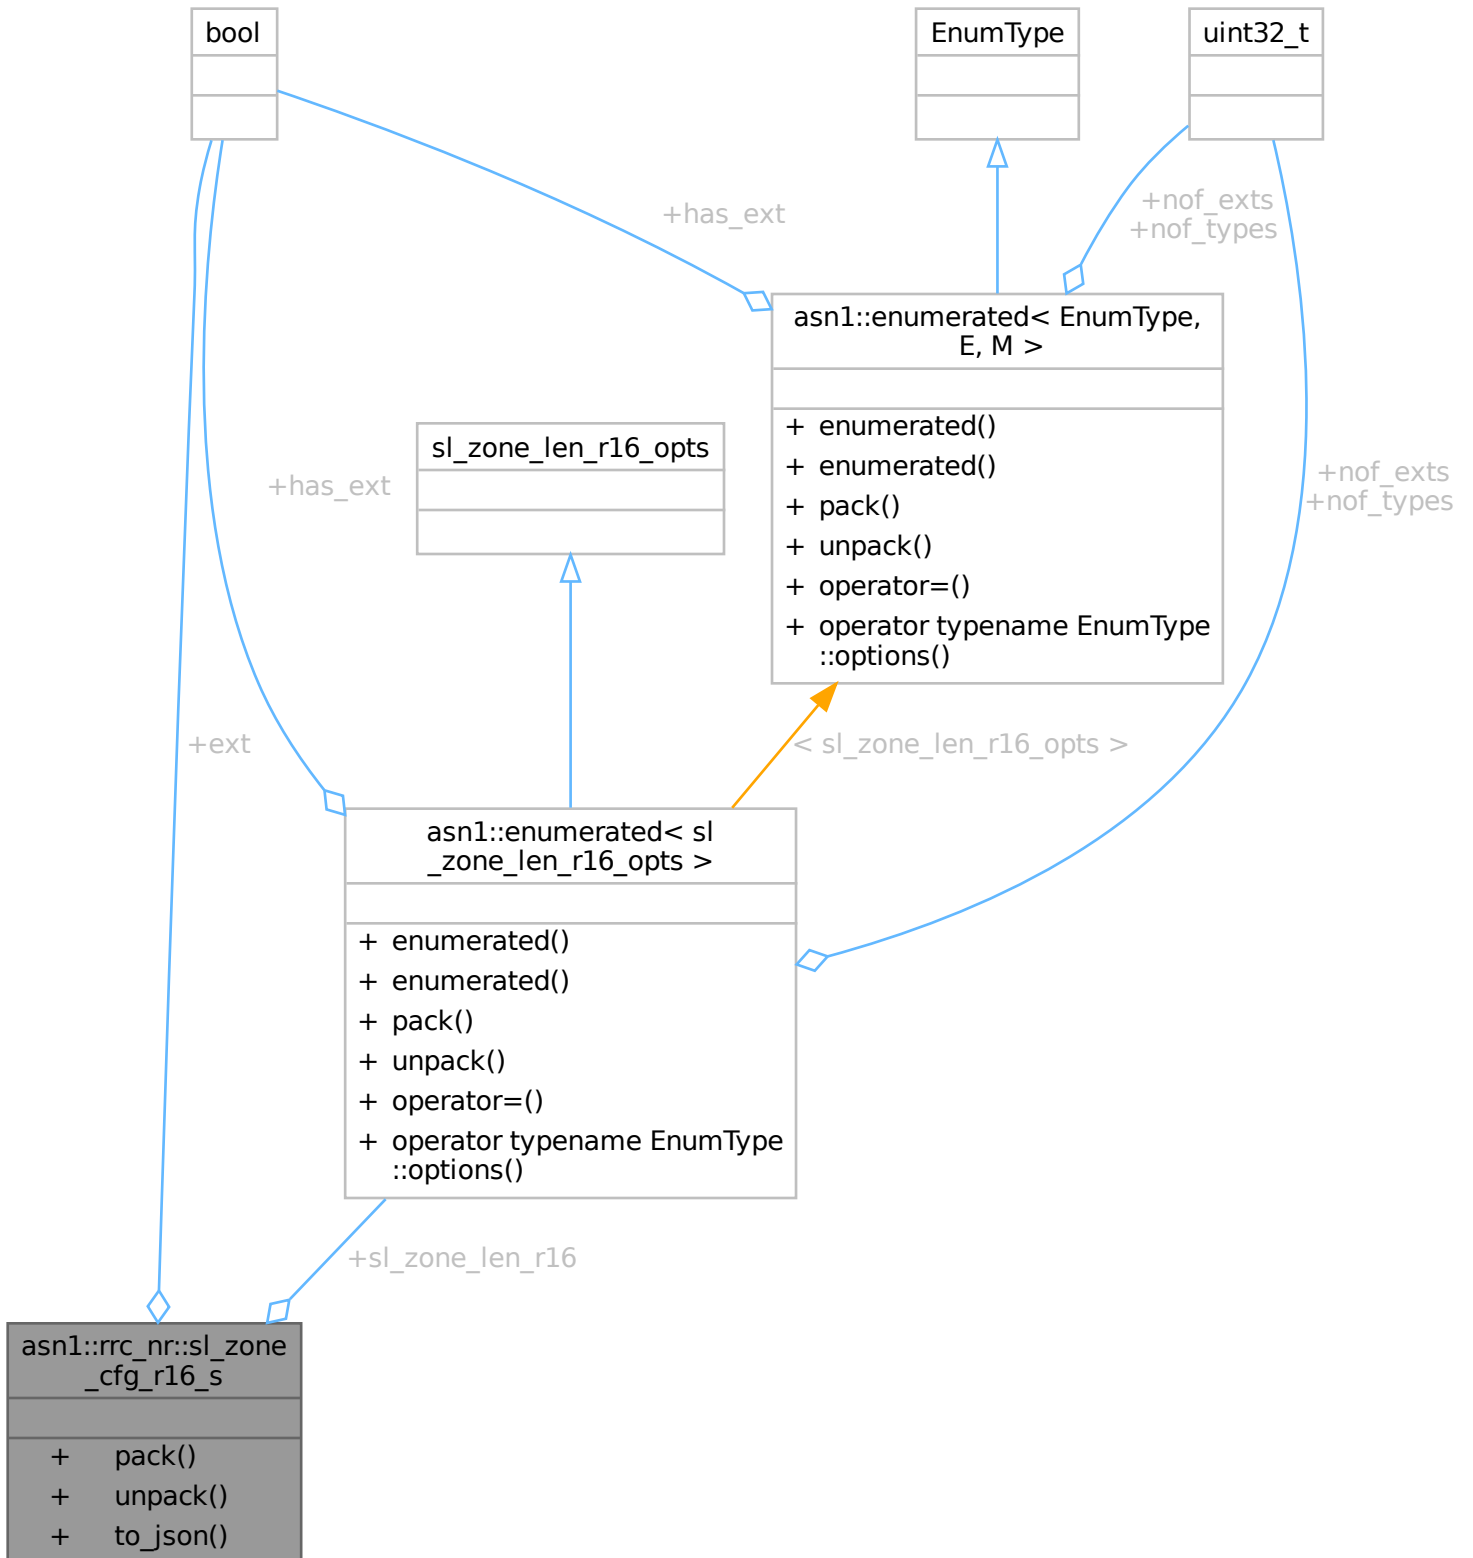 bool
EnumType
uint32_t
+has_ext
+nof_exts
+nof_types
asn1::enumerated< EnumType,
E, M >
+ enumerated()
+ enumerated()
+ pack()
+ unpack()
+ operator=()
+ operator typename EnumType
::options()
sl_zone_len_r16_opts
+has_ext
+nof_exts
+nof_types
+ext
< sl_zone_len_r16_opts >
asn1::enumerated< sl
_zone_len_r16_opts >
+ enumerated()
+ enumerated()
+ pack()
+ unpack()
+ operator=()
+ operator typename EnumType
::options()
+sl_zone_len_r16
asn1::rrc_nr::sl_zone
_cfg_r16_s
+ pack()
+ unpack()
+ to_json()